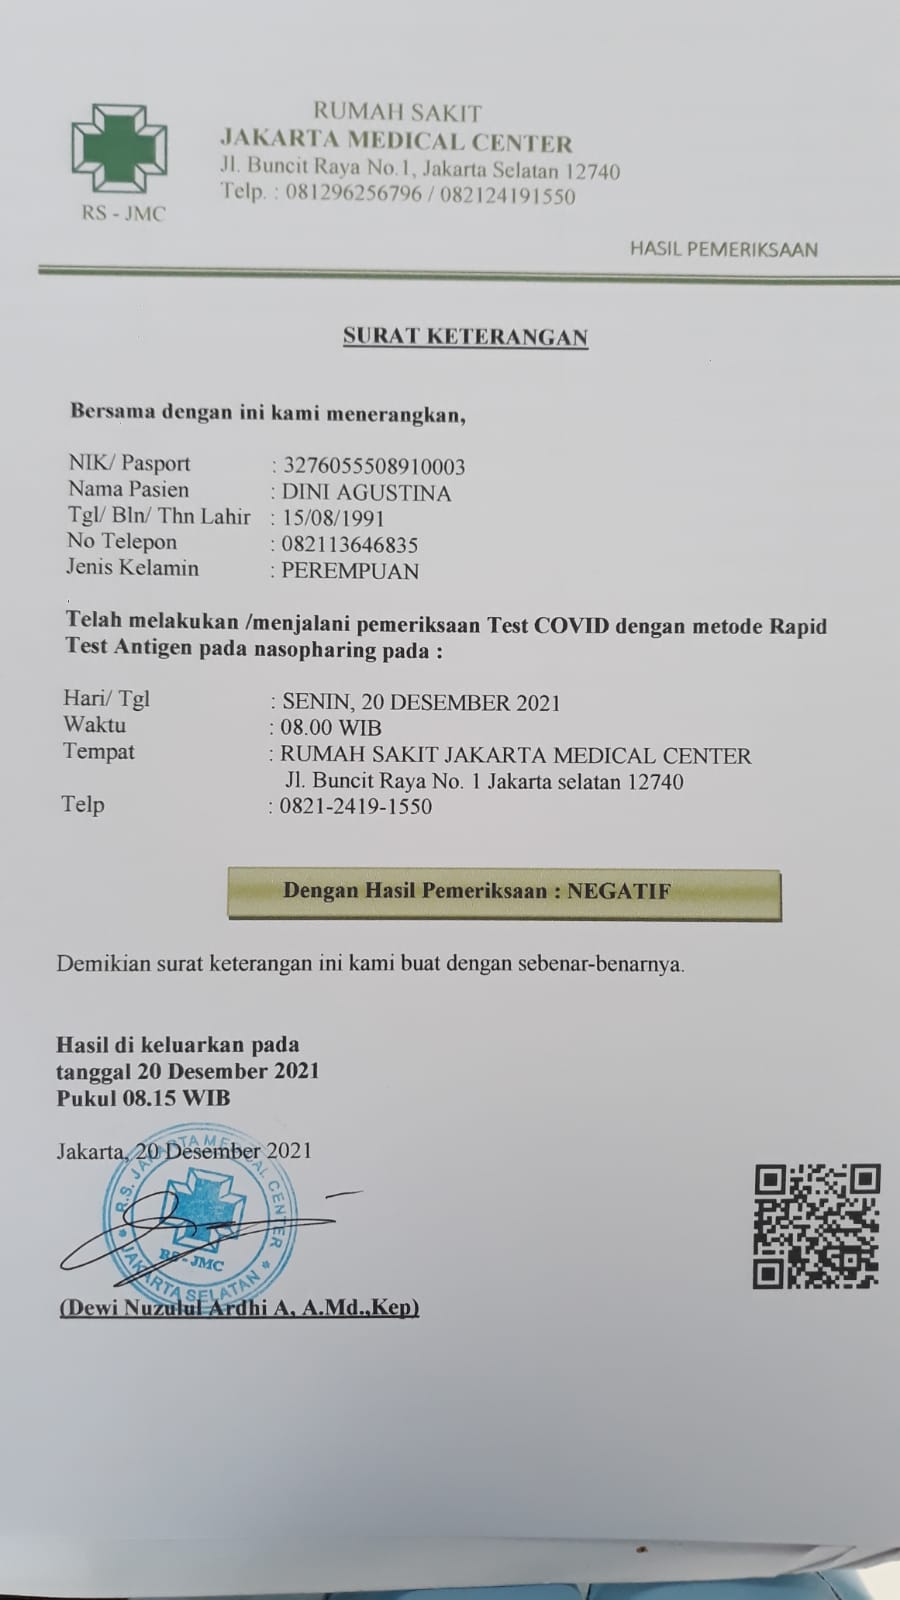 RUMAH SAKIT
JAKARTA MEDICAL CENTER
Jl. Buncit Raya No.1, Jakarta Selatan 12740
Telp. : 081296256796 / 082124191550
RS - JMC
HASIL PEMERIKSAAN
SURAT KETERANGAN
Bersama dengan ini kami menerangkan,
NIK/ Pasport : 3276055508910003
Nama Pasien : DINI AGUSTINA
Tgl/ Bln/ Thn Lahir : 15/08/1991
No Telepon : 082113646835
Jenis Kelamin : PEREMPUAN
Telah melakukan /menjalani pemeriksaan Test COVID dengan metode Rapid
Test Antigen pada nasopharing pada :
Hari/ Tgl : SENIN, 20 DESEMBER 2021
Waktu : 08.00 WIB
Tempat : RUMAH SAKIT JAKARTA MEDICAL CENTER
Jl. Buncit Raya No. 1 Jakarta selatan 12740
Telp : 0821-2419-1550
Dengan Hasil Pemeriksaan : NEGATIF
Demikian surat keterangan ini kami buat dengan sebenar-benarnya.
Hasil di keluarkan pada
tanggal 20 Desember 2021
Pukul 08.15 WIB
Jakarta, 20 Desember 2021
R.S. JAKARTA MEDICAL CENTER
RS-JMC
* JAKARTA SELATAN *
(Dewi Nuzulul Ardhi A, A.Md.,Kep)